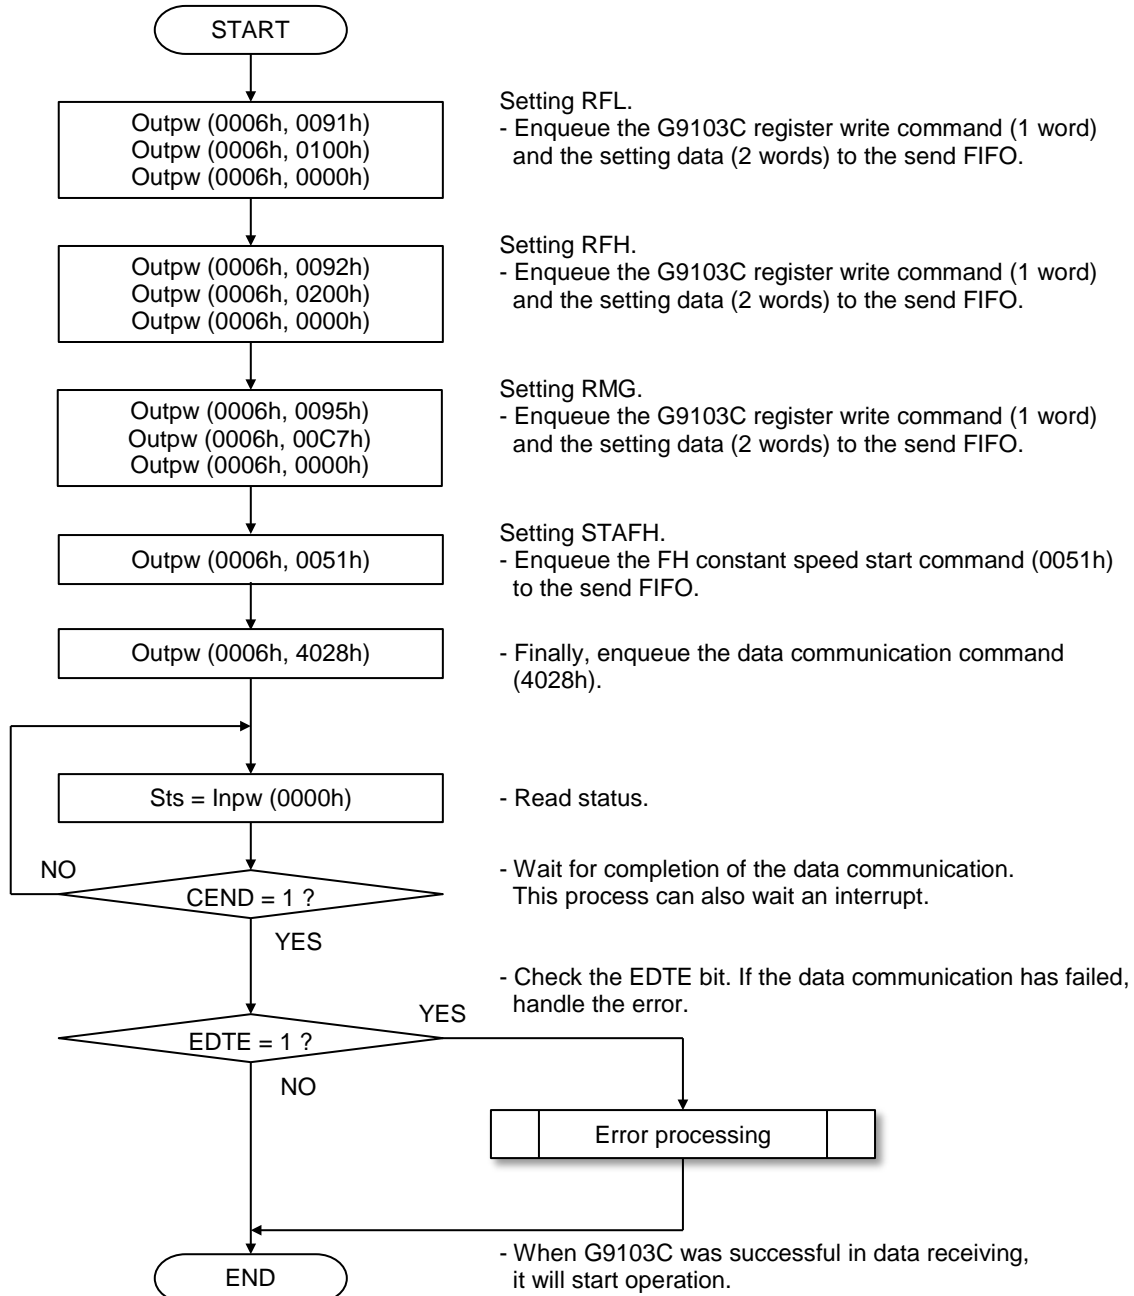 START
Outpw (0006h, 0091h)
Outpw (0006h, 0100h)
Outpw (0006h, 0000h)
Setting RFL.
- Enqueue the G9103C register write command (1 word)
and the setting data (2 words) to the send FIFO.
Outpw (0006h, 0092h)
Outpw (0006h, 0200h)
Outpw (0006h, 0000h)
Setting RFH.
- Enqueue the G9103C register write command (1 word)
and the setting data (2 words) to the send FIFO.
Outpw (0006h, 0095h)
Outpw (0006h, 00C7h)
Outpw (0006h, 0000h)
Setting RMG.
- Enqueue the G9103C register write command (1 word)
and the setting data (2 words) to the send FIFO.
Outpw (0006h, 0051h)
Setting STAFH.
- Enqueue the FH constant speed start command (0051h)
to the send FIFO.
Outpw (0006h, 4028h)
- Finally, enqueue the data communication command
(4028h).
Sts = Inpw (0000h)
- Read status.
NO
CEND = 1 ?
YES
- Wait for completion of the data communication.
This process can also wait an interrupt.
- Check the EDTE bit. If the data communication has failed,
handle the error.
YES
EDTE = 1 ?
NO
Error processing
END
- When G9103C was successful in data receiving,
it will start operation.